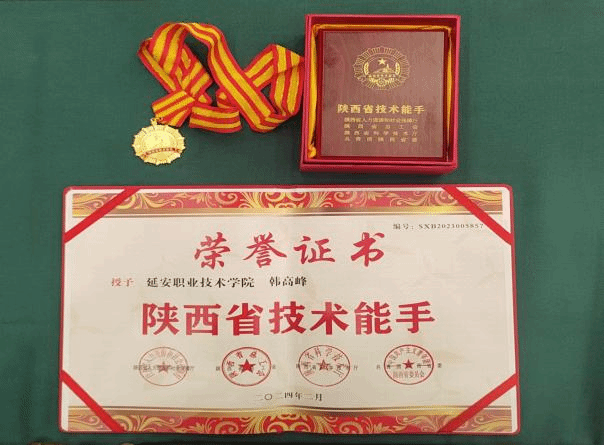 陕西省技术能手
陕西省人力资源和社会保障厅
陕西省总工会
陕西省科学技术厅
共青团陕西省委
编号:SXB2023005857
荣誉证书
授予 延安职业技术学院 韩高峰
陕西省技术能手
二〇二四年二月